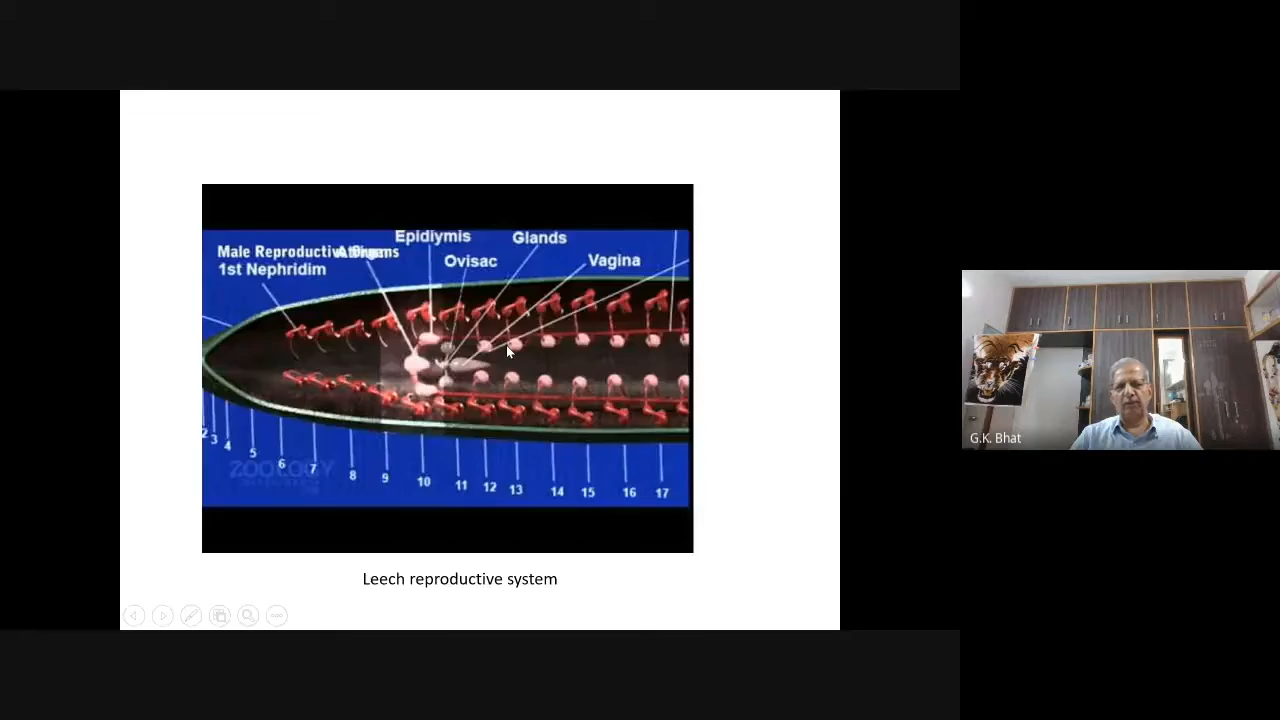 Epidiymis
Glands
Male Reproductive Organs
1st Nephridim
Ovisac
Vagina
2
3
4
5
6
7
8
9
10
11
12
13
14
15
16
17
ZOOLOGY
Leech reproductive system
G.K. Bhat